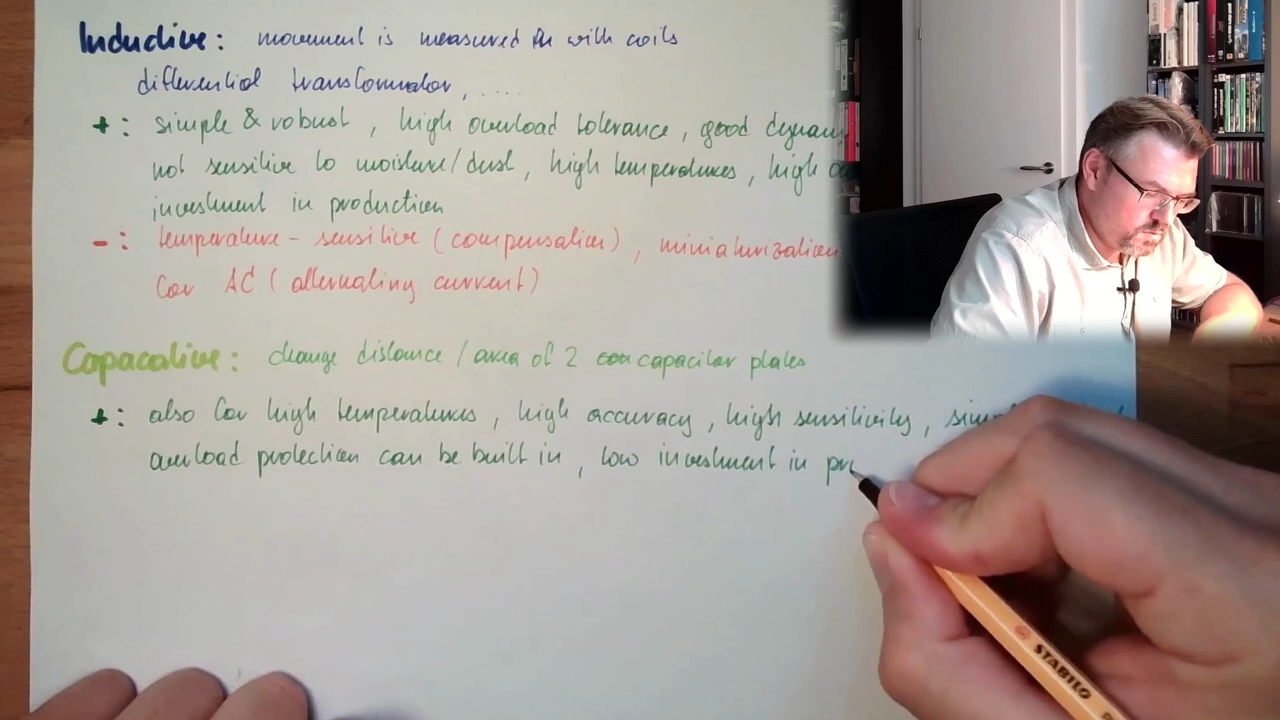 Inductive: movement is measured with coils
differential transformator, ....
+: simple & robust, high overload tolerance, good
not sensitive to moisture/dust, high temperatures, high
investment in production
-: temperature-sensitive (compensation), miniaturization
for AC (alternating current)
Capacative: change distance / area of 2 capacitor plates
+: also for high temperatures, high accuracy, high sensitivity,
overload protection can be built in, low investment in
STABILO